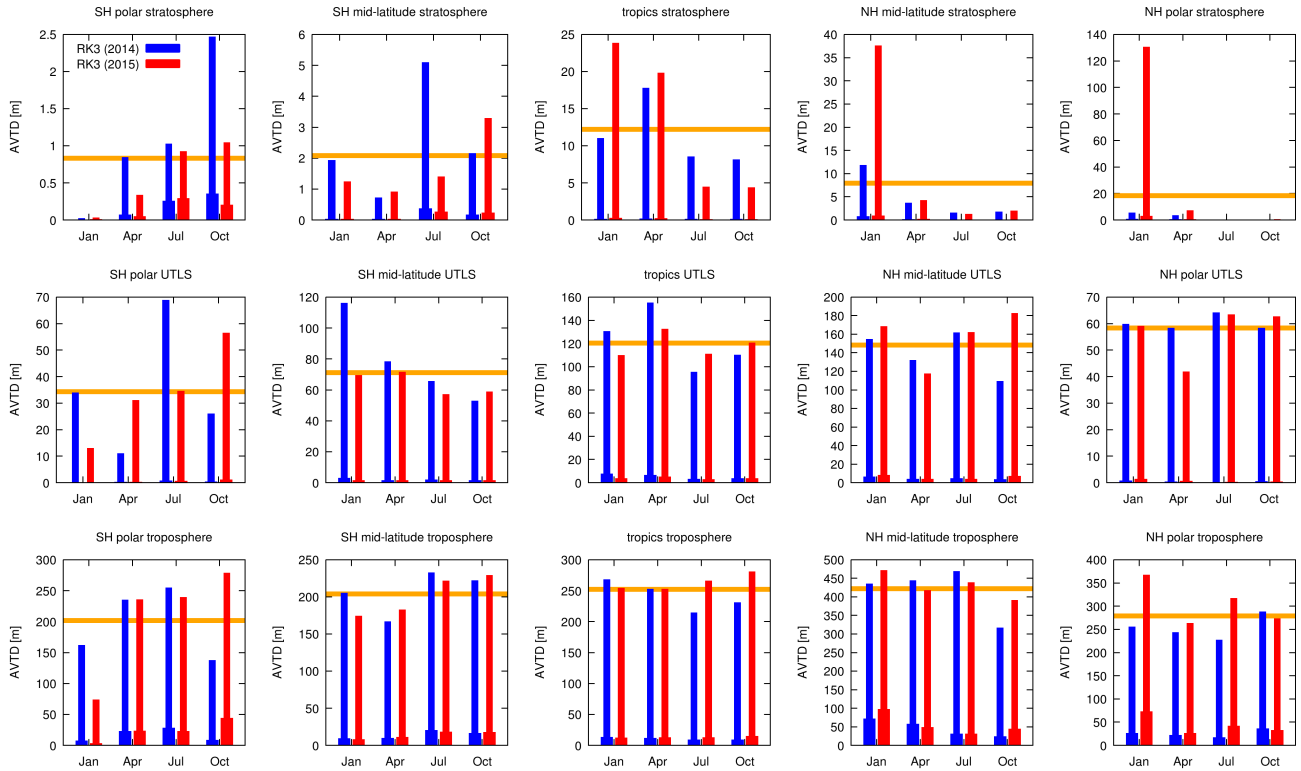 SH polar stratosphere
AVTD [m]
2.5
2
1.5
1
0.5
0
RK3 (2014)
RK3 (2015)
Jan Apr Jul Oct
SH mid-latitude stratosphere
AVTD [m]
6
5
4
3
2
1
0
Jan Apr Jul Oct
tropics stratosphere
AVTD [m]
25
20
15
10
5
0
Jan Apr Jul Oct
NH mid-latitude stratosphere
AVTD [m]
40
35
30
25
20
15
10
5
0
Jan Apr Jul Oct
NH polar stratosphere
AVTD [m]
140
120
100
80
60
40
20
0
Jan Apr Jul Oct
SH polar UTLS
AVTD [m]
70
60
50
40
30
20
10
0
Jan Apr Jul Oct
SH mid-latitude UTLS
AVTD [m]
120
100
80
60
40
20
0
Jan Apr Jul Oct
tropics UTLS
AVTD [m]
160
140
120
100
80
60
40
20
0
Jan Apr Jul Oct
NH mid-latitude UTLS
AVTD [m]
200
180
160
140
120
100
80
60
40
20
0
Jan Apr Jul Oct
NH polar UTLS
AVTD [m]
70
60
50
40
30
20
10
0
Jan Apr Jul Oct
SH polar troposphere
AVTD [m]
300
250
200
150
100
50
0
Jan Apr Jul Oct
SH mid-latitude troposphere
AVTD [m]
250
200
150
100
50
0
Jan Apr Jul Oct
tropics troposphere
AVTD [m]
300
250
200
150
100
50
0
Jan Apr Jul Oct
NH mid-latitude troposphere
AVTD [m]
500
450
400
350
300
250
200
150
100
50
0
Jan Apr Jul Oct
NH polar troposphere
AVTD [m]
400
350
300
250
200
150
100
50
0
Jan Apr Jul Oct